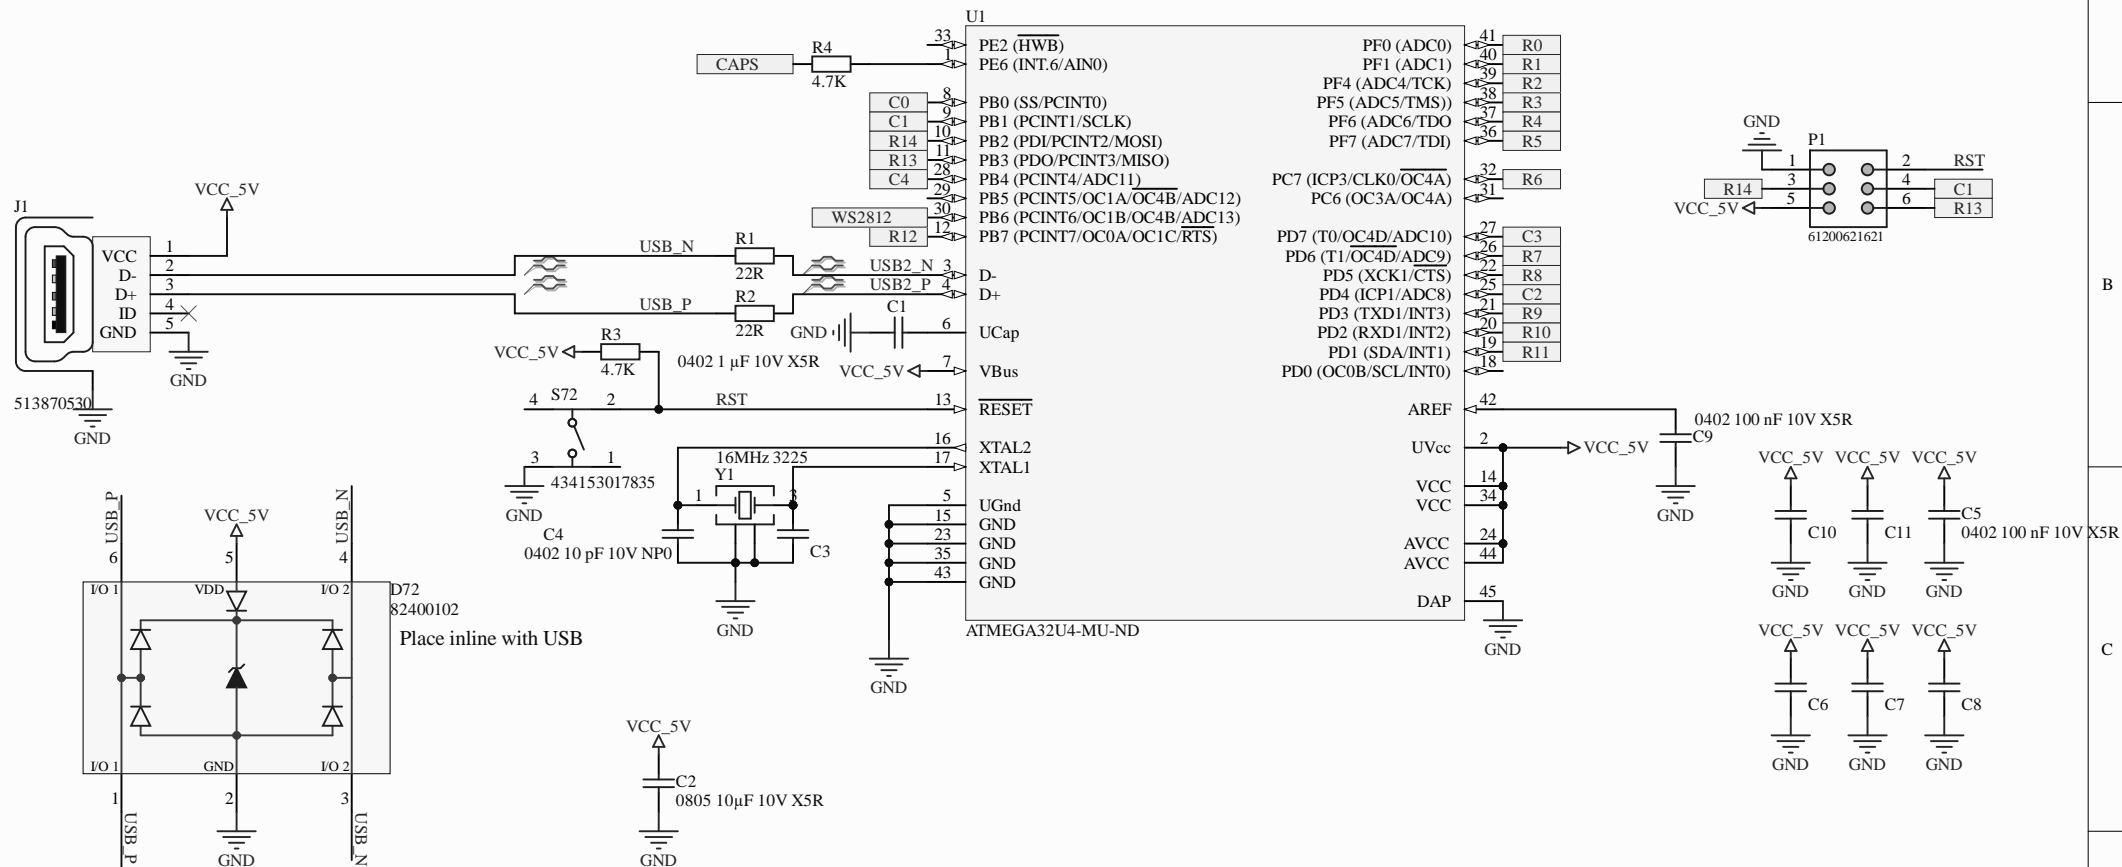 J1
VCC 1
D- 2
D+ 3
ID 4
GND 5
VCC_5V
GND
513870530
GND
USB_N
R1
22R
USB_P
R2
22R
USB2_N
USB2_P
C1
GND
0402 1 µF 10V X5R
VCC_5V
R3
4.7K
VCC_5V
RST
4 S72 2
3 1
434153017835
GND
16MHz 3225
Y1
1 3
C4
0402 10 pF 10V NP0
C3
GND
CAPS
R4
4.7K
C0
C1
R14
R13
C4
WS2812
R12
U1
33 PE2 (HWB)
1 PE6 (INT.6/AIN0)
8 PB0 (SS/PCINT0)
9 PB1 (PCINT1/SCLK)
10 PB2 (PDI/PCINT2/MOSI)
11 PB3 (PDO/PCINT3/MISO)
28 PB4 (PCINT4/ADC11)
29 PB5 (PCINT5/OC1A/OC4B/ADC12)
30 PB6 (PCINT6/OC1B/OC4B/ADC13)
12 PB7 (PCINT7/OC0A/OC1C/RTS)
3 D-
4 D+
6 UCap
7 VBus
13 RESET
16 XTAL2
17 XTAL1
5 UGnd
15 GND
23 GND
35 GND
43 GND
GND
PF0 (ADC0) 41 R0
PF1 (ADC1) 40 R1
PF4 (ADC4/TCK) 39 R2
PF5 (ADC5/TMS)) 38 R3
PF6 (ADC6/TDO 37 R4
PF7 (ADC7/TDI) 36 R5
PC7 (ICP3/CLK0/OC4A) 32 R6
PC6 (OC3A/OC4A) 31
PD7 (T0/OC4D/ADC10) 27 C3
PD6 (T1/OC4D/ADC9) 26 R7
PD5 (XCK1/CTS) 22 R8
PD4 (ICP1/ADC8) 25 C2
PD3 (TXD1/INT3) 21 R9
PD2 (RXD1/INT2) 20 R10
PD1 (SDA/INT1) 19 R11
PD0 (OC0B/SCL/INT0) 18
AREF 42
UVcc 2
VCC 14
VCC 34
AVCC 24
AVCC 44
DAP 45
ATMEGA32U4-MU-ND
GND
VCC_5V
0402 100 nF 10V X5R
C9
GND
GND
P1
1 2 RST
R14 3 4 C1
VCC_5V 5 6 R13
61200621621
VCC_5V VCC_5V VCC_5V
C5
C10 C11 0402 100 nF 10V X5R
GND GND GND
VCC_5V VCC_5V VCC_5V
C6 C7 C8
GND GND GND
B
C
USB_P
6
VCC_5V
5
USB_N
4
I/O 1 VDD I/O 2
D72
82400102
Place inline with USB
I/O 1 GND I/O 2
1 2 3
USB_P
GND
USB_N
VCC_5V
C2
0805 10µF 10V X5R
GND